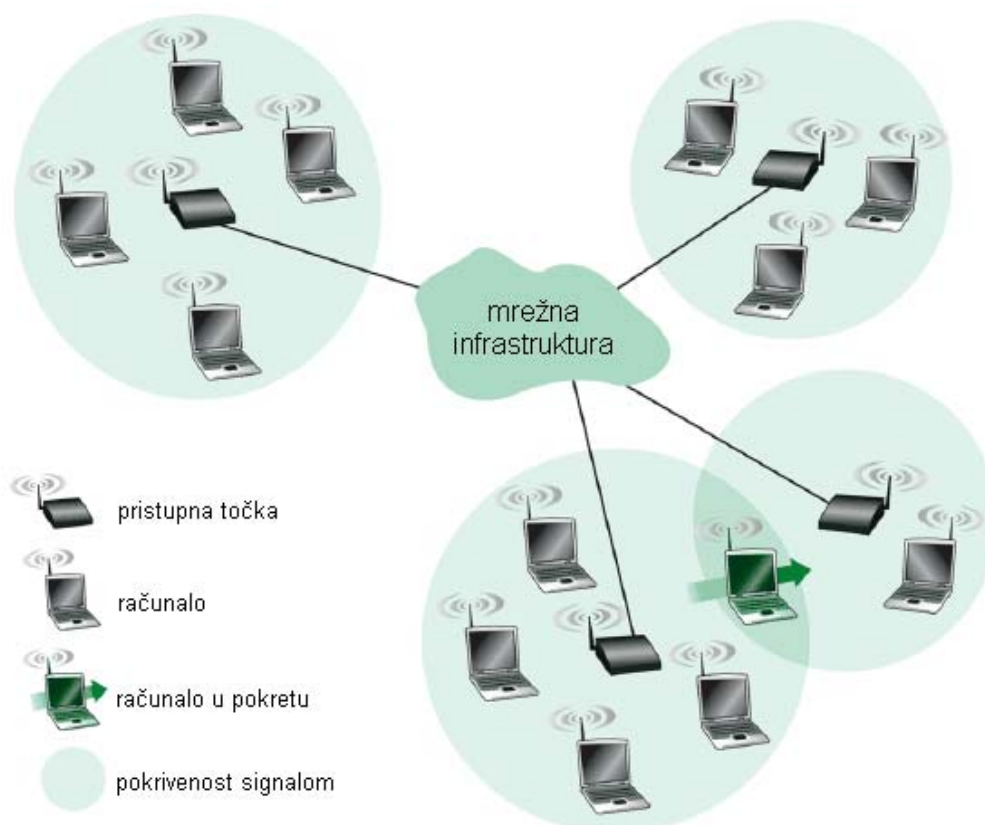 mrežna
infrastruktura
pristupna točka
računalo
računalo u pokretu
pokrivenost signalom